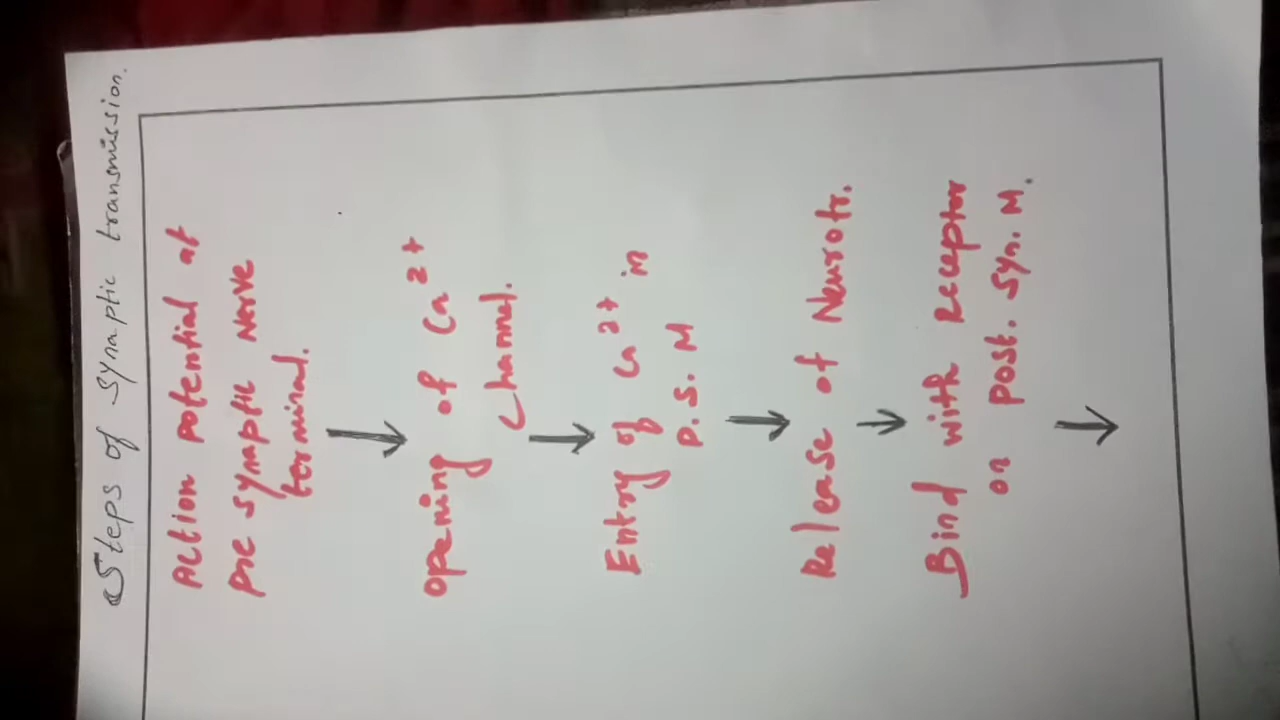 Steps of Synaptic transmission.
Action potential at
pre synaptic nerve
terminal.
↓
opening of Ca2+
channel.
↓
Entry of Ca2+ in
P.S. M
↓
Release of Neurotr.
↓
Bind with Receptor
on post. Syn. M.
↓